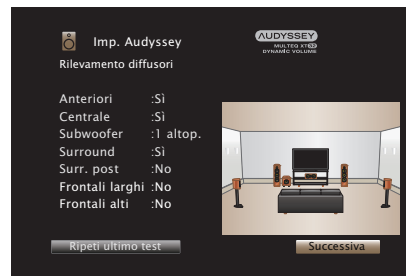 Imp. Audyssey
AUDYSSEY
MULTEQ XT32
DYNAMIC VOLUME
Rilevamento diffusori
Anteriori :Sì
Centrale :Sì
Subwoofer :1 altop.
Surround :Sì
Surr. post :No
Frontali larghi :No
Frontali alti :No
Ripeti ultimo test
Successiva